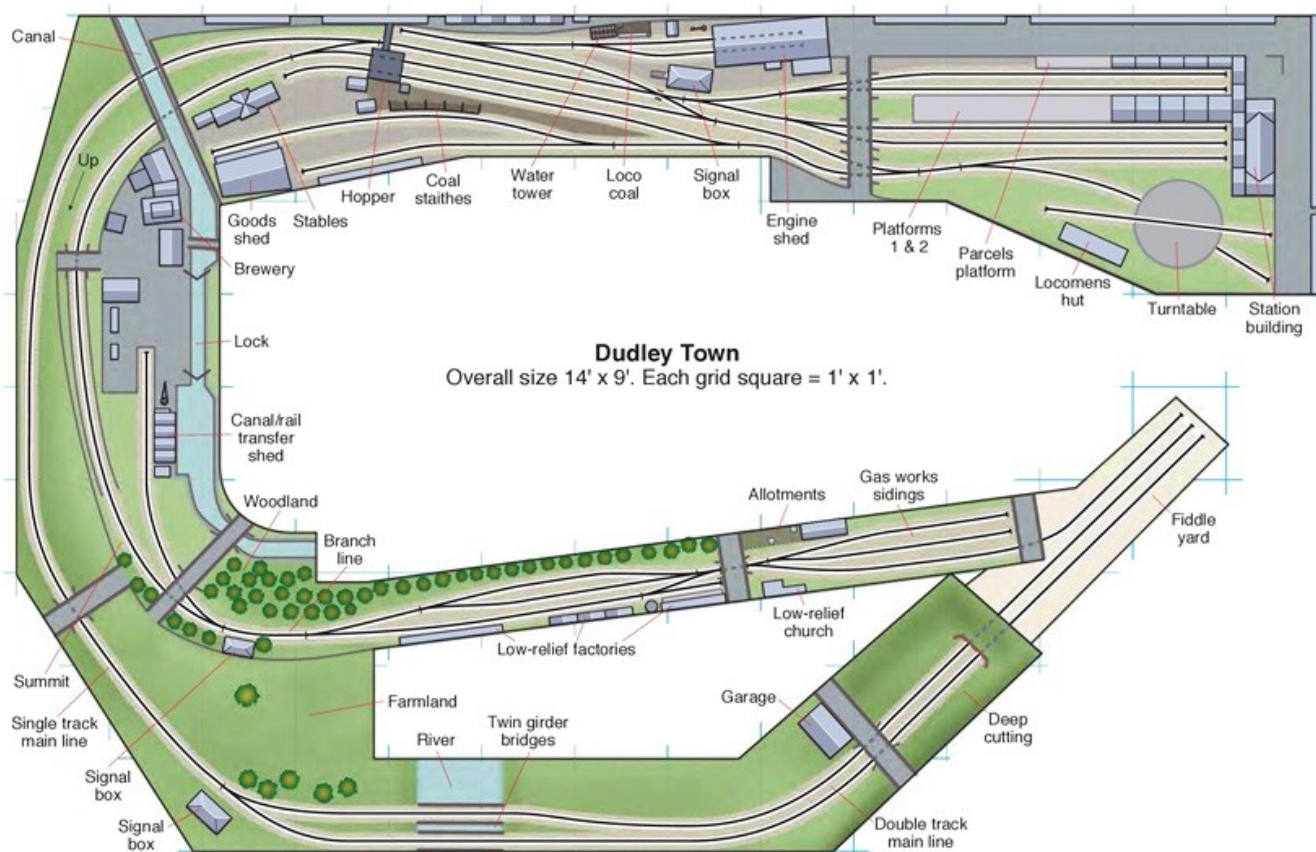 Canal
Up
Goods
shed
Stables
Hopper
Coal
staithes
Water
tower
Loco
coal
Signal
box
Engine
shed
Platforms
1 & 2
Parcels
platform
Locomens
hut
Turntable
Station
building
Brewery
Lock
Dudley Town
Overall size 14' x 9'. Each grid square = 1' x 1'.
Canal/rail
transfer
shed
Woodland
Branch
line
Allotments
Gas works
sidings
Fiddle
yard
Low-relief
church
Low-relief factories
Summit
Single track
main line
Signal
box
Signal
box
Farmland
River
Twin girder
bridges
Garage
Deep
cutting
Double track
main line